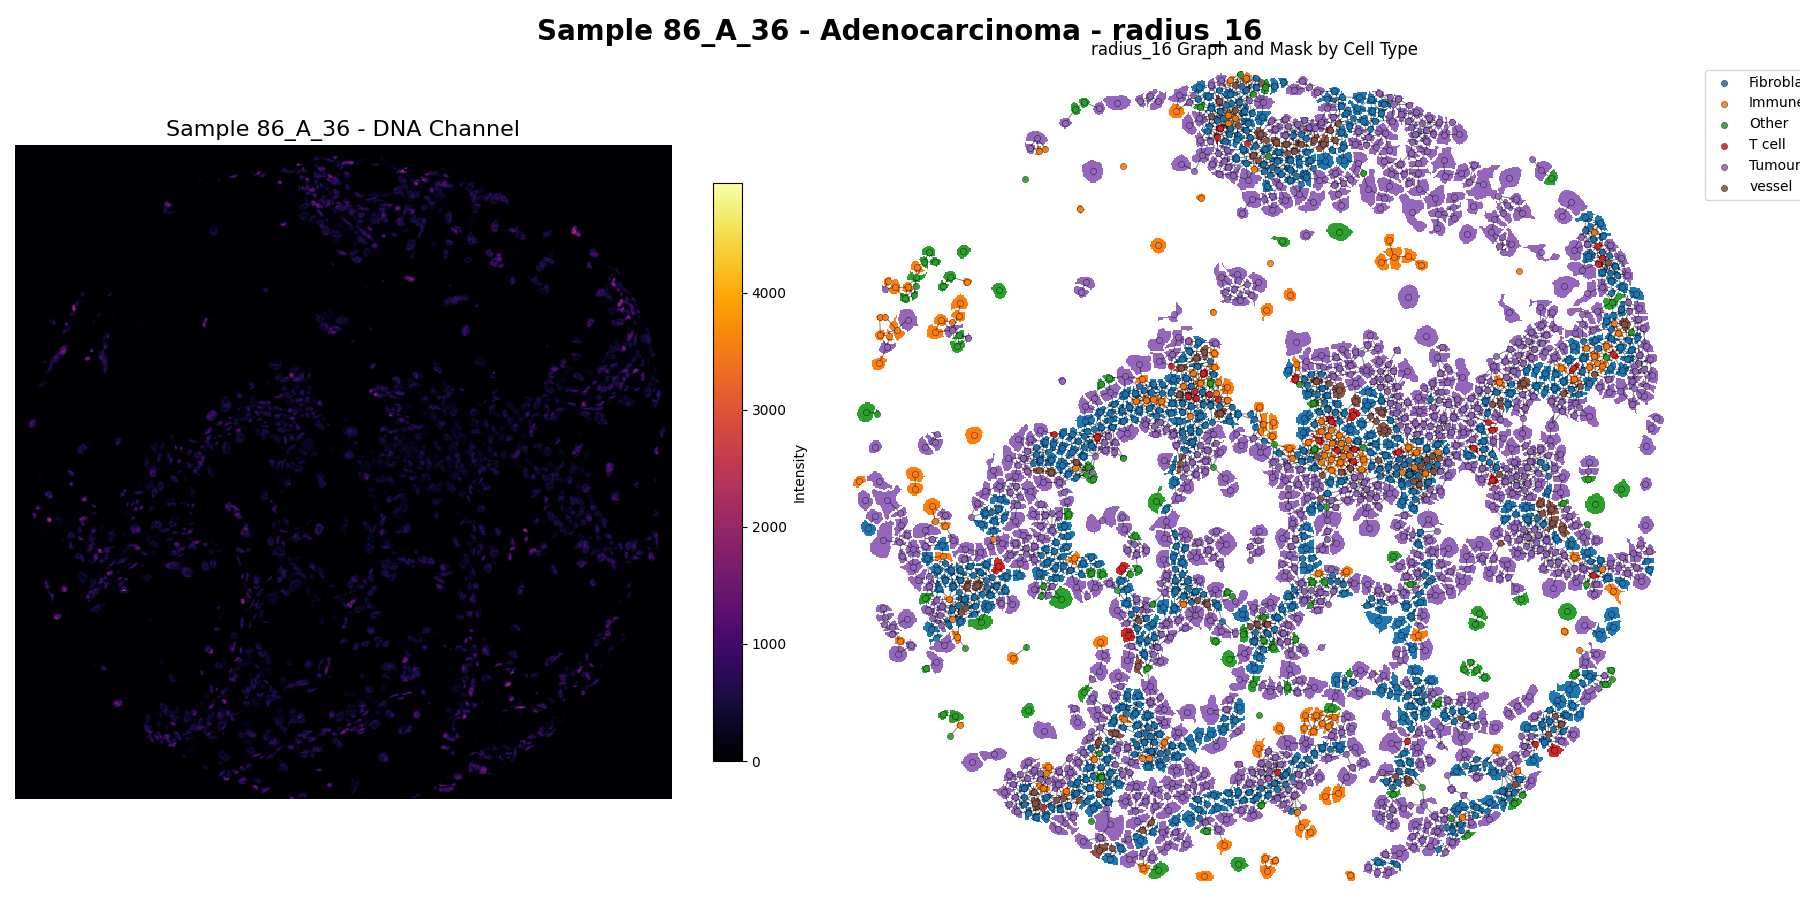 Sample 86_A_36 - Adenocarcinoma - radius_16
radius_16 Graph and Mask by Cell Type
Sample 86_A_36 - DNA Channel
4000
3000
2000
1000
0
Intensity
Fibrobla
Immune
Other
T cell
Tumour
vessel